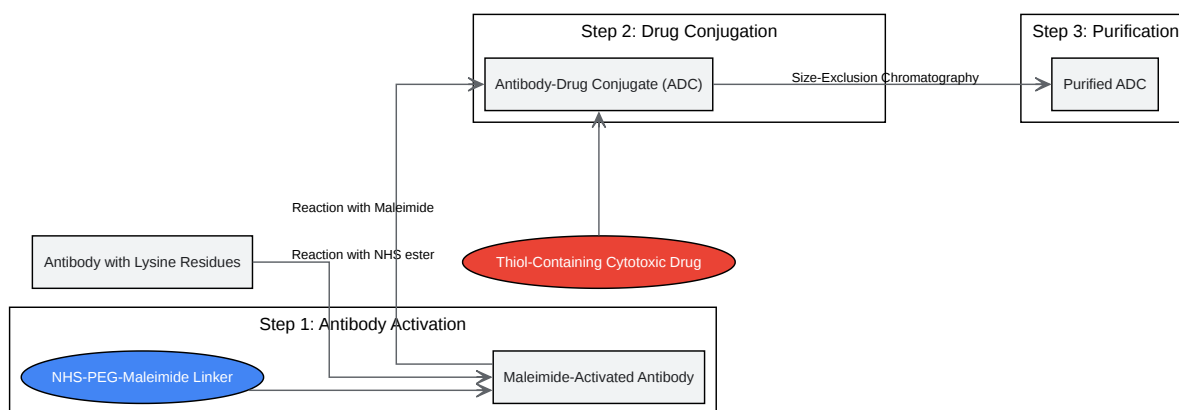 Step 2: Drug Conjugation
Step 3: Purification
Antibody-Drug Conjugate (ADC)
Size-Exclusion Chromatography
Purified ADC
Reaction with Maleimide
Reaction with NHS ester
Antibody with Lysine Residues
Thiol-Containing Cytotoxic Drug
Step 1: Antibody Activation
NHS-PEG-Maleimide Linker
Maleimide-Activated Antibody